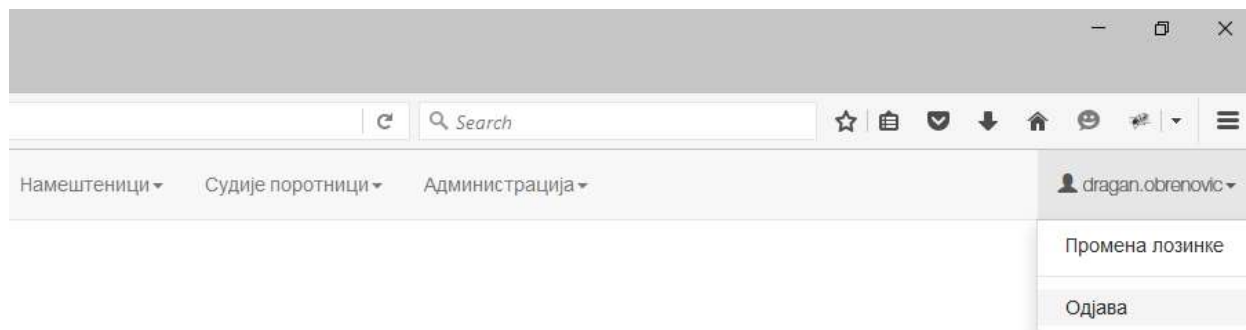 Search
Намештеници Судије поротници Администрација dragan.obrenovic
Промена лозинке
Одјава